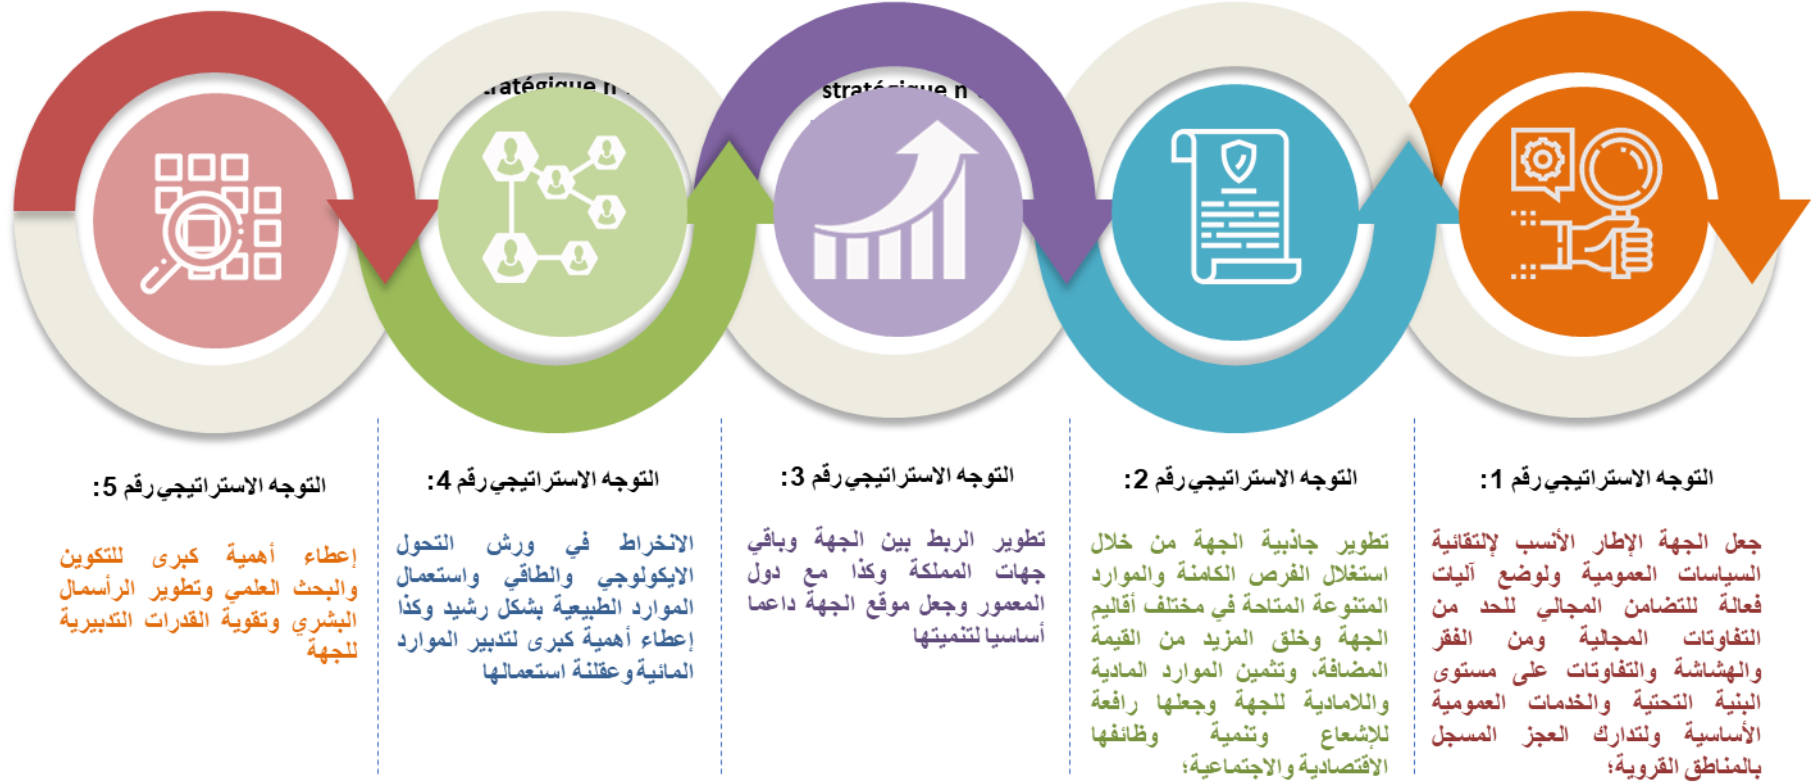 stratégique n
التوجه الاستراتيجي رقم 1:
جعل الجهة الإطار الأنسب لإلتقائية
السياسات العمومية ولوضع آليات
فعالة للتضامن المجالي للحد من
التفاوتات المجالية ومن الفقر
والهشاشة والتفاوتات على مستوى
البنية التحتية والخدمات العمومية
الأساسية ولتدارك العجز المسجل
بالمناطق القروية؛
التوجه الاستراتيجي رقم 2:
تطوير جاذبية الجهة من خلال
استغلال الفرص الكامنة والموارد
المتنوعة المتاحة في مختلف أقاليم
الجهة وخلق المزيد من القيمة
المضافة، وتثمين الموارد المادية
واللامادية للجهة وجعلها رافعة
للإشعاع وتنمية وظائفها
الاقتصادية والاجتماعية؛
التوجه الاستراتيجي رقم 3:
تطوير الربط بين الجهة وباقي
جهات المملكة وكذا مع دول
المعمور وجعل موقع الجهة داعما
أساسيا لتنميتها
التوجه الاستراتيجي رقم 4:
الانخراط في ورش التحول
الايكولوجي والطاقي واستعمال
الموارد الطبيعية بشكل رشيد وكذا
إعطاء أهمية كبرى لتدبير الموارد
المائية وعقلنة استعمالها
التوجه الاستراتيجي رقم 5:
إعطاء أهمية كبرى للتكوين
والبحث العلمي وتطوير الرأسمال
البشري وتقوية القدرات التدبيرية
للجهة